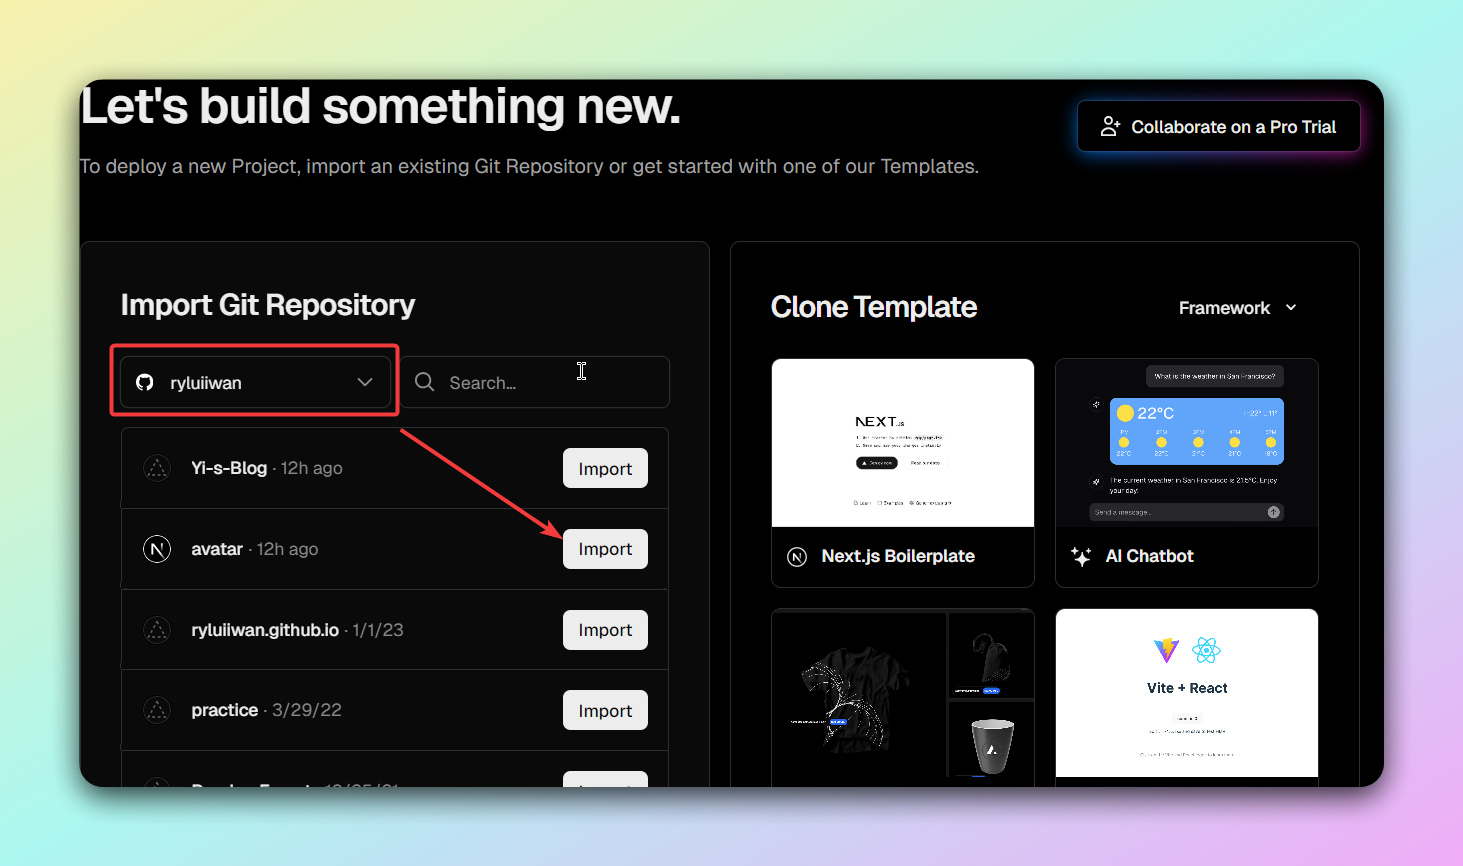 Let's build something new.
Collaborate on a Pro Trial
To deploy a new Project, import an existing Git Repository or get started with one of our Templates.
Import Git Repository
ryluiiwan
Search...
Yi-s-Blog · 12h ago
Import
avatar · 12h ago
Import
ryluiiwan.github.io · 1/1/23
Import
practice · 3/29/22
Import
Clone Template
Framework
NEXT.JS
Next.js Boilerplate
What is the weather in San Francisco?
22°C
The current weather in San Francisco is 21.5°C. Enjoy
your day!
Send a message...
AI Chatbot
Vite + React